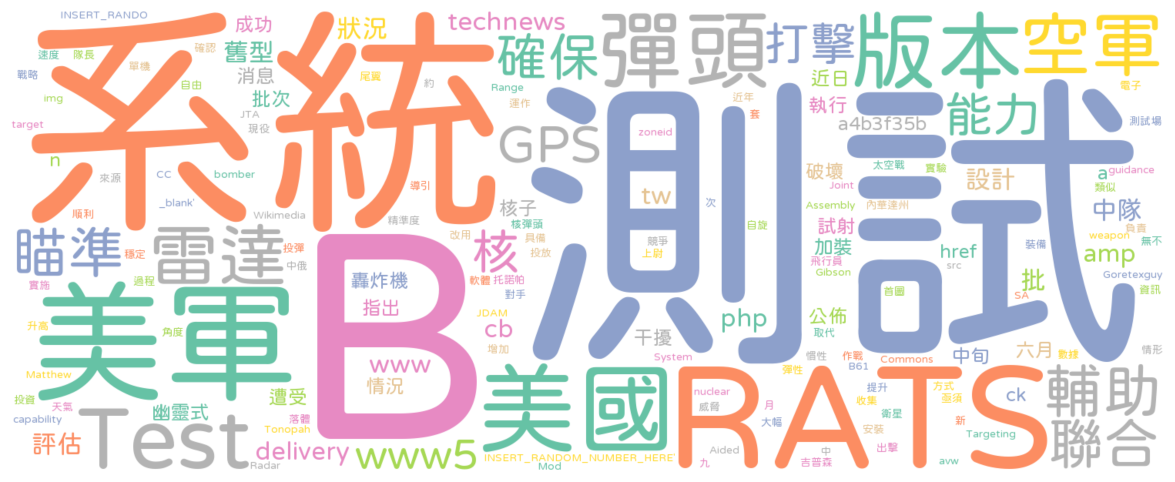 INSERT_RANDO
成功
狀況
technews
速度
隊長
確認
舊型
確保
彈頭
打擊
版本
空軍
戰略
單機
消息
尾翼
系統
測試
近日
電子
img
自由
批次
約
Range
近年
執行
能力
target
JTA
現役
運作
套
a4b3f35b
測試場
n
GPS
zoneid
來源
CC
bomber
導引
破壞
太空戰
實驗
設計
a
guidance
類似
_blank'
Wikimedia
核子
tw
次
Joint
順利
精準度
核彈頭
自旋
Assembly
內華達州
中隊
瞄準
雷達
穩定
投彈
中俄
改用
具備
投放
競爭
上尉
試射
負責
weapon
無不
核
加裝
裝備
href
amp
實施
過程
轟炸機
軟體
托諾帕
飛行員
Gibson
src
Goretexguy
美軍
B
指出
對手
首圖
批
SA
資訊
升高
角度
JDAM
cb
增加
php
公佈
取代
干擾
www
System
慣性
作戰
Commons
中旬
六月
數錢
情形
Matthew
情況
B61
投資
天氣
遭受
美國
nuclear
RATS
彈性
提升
方式
亟須
輔助
capability
幽靈式
落體
威脅
月
大幅
收集
衛星
新
ck
Test
Tonopah
評估
delivery
www5
Aided
中
安裝
出擊
Targeting
聯合
Radar
INSERT_RANDOM_NUMBER_HERE'
Mod
九
吉普森
avw